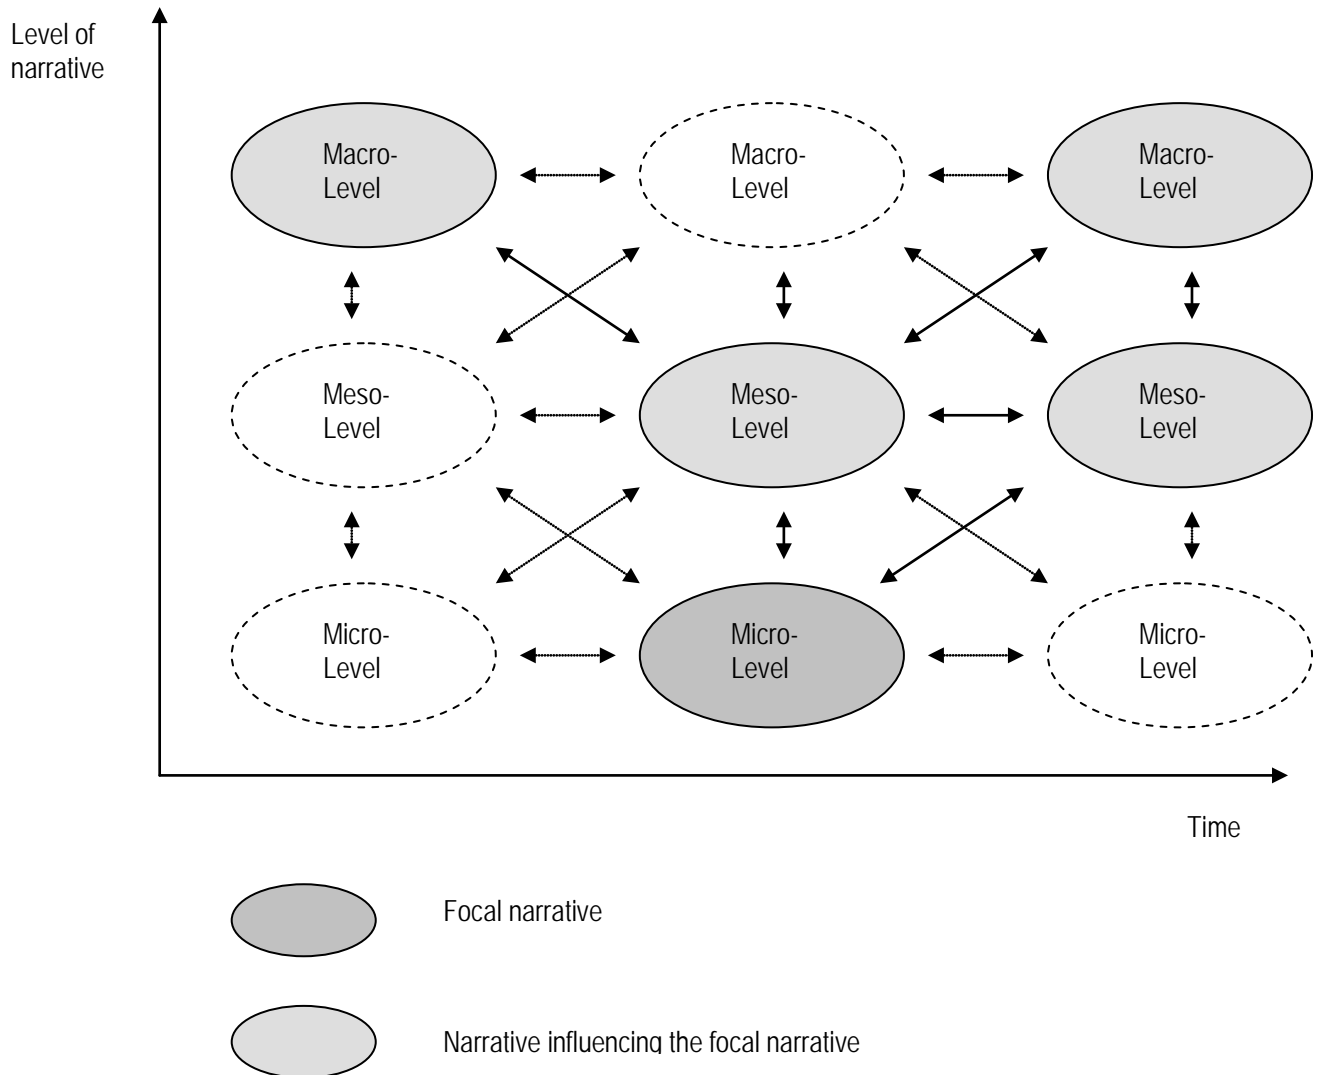 Level of
narrative
Macro-
Level
Macro-
Level
Macro-
Level
Meso-
Level
Meso-
Level
Meso-
Level
Micro-
Level
Micro-
Level
Micro-
Level
Time
Focal narrative
Narrative influencing the focal narrative